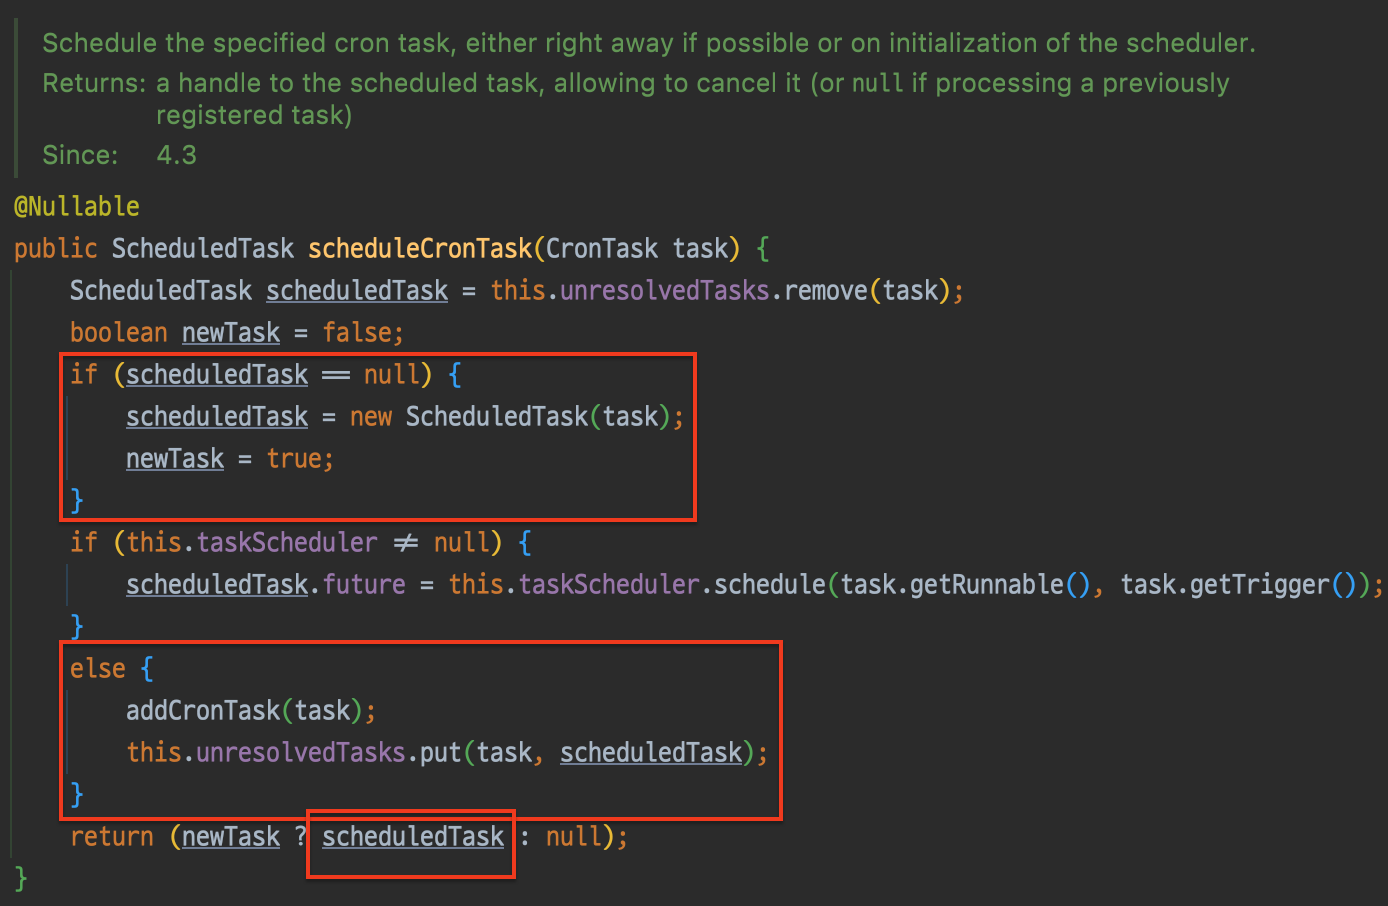 Schedule the specified cron task, either right away if possible or on initialization of the scheduler.
Returns: a handle to the scheduled task, allowing to cancel it (or null if processing a previously
registered task)
Since: 4.3
@Nullable
public ScheduledTask scheduleCronTask(CronTask task) {
    ScheduledTask scheduledTask = this.unresolvedTasks.remove(task);
    boolean newTask = false;
    if (scheduledTask == null) {
        scheduledTask = new ScheduledTask(task);
        newTask = true;
    }
    if (this.taskScheduler ≠ null) {
        scheduledTask.future = this.taskScheduler.schedule(task.getRunnable(), task.getTrigger());
    }
    else {
        addCronTask(task);
        this.unresolvedTasks.put(task, scheduledTask);
    }
    return (newTask ? scheduledTask : null);
}